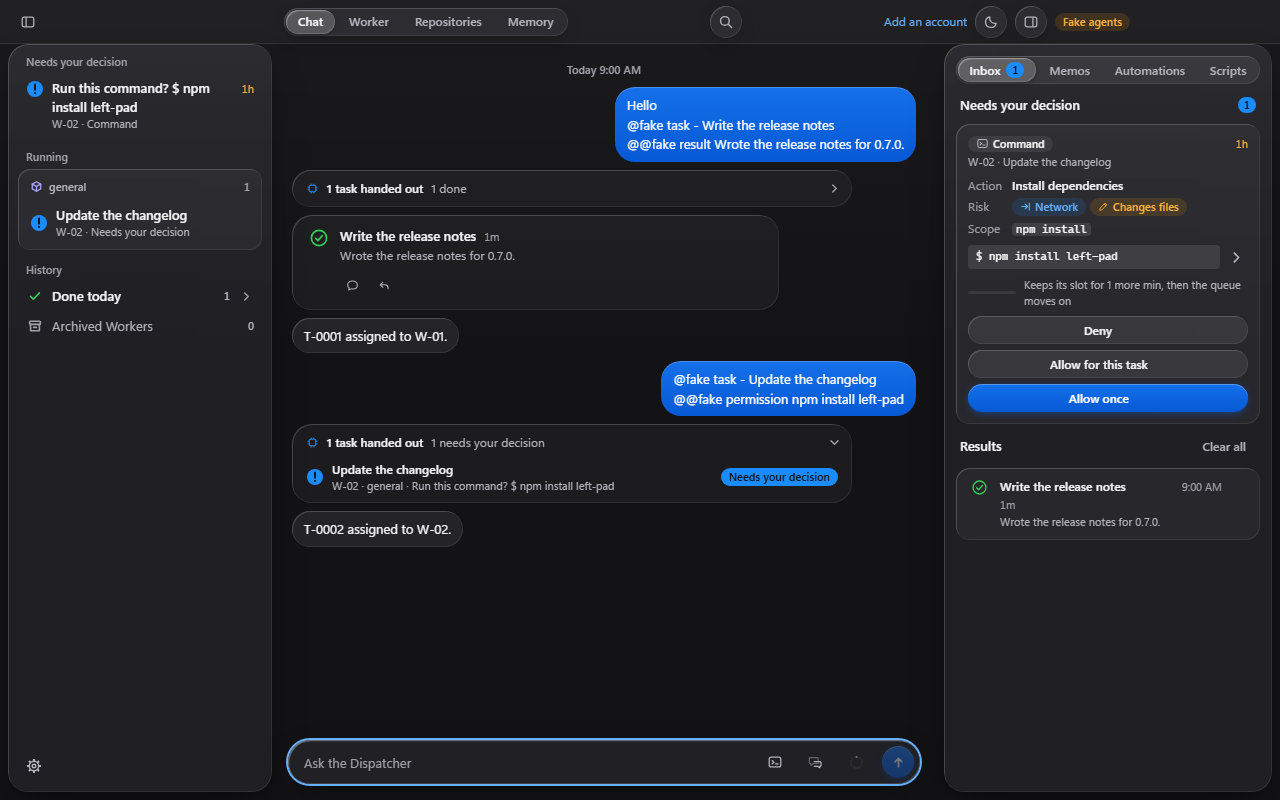 Chat
Worker
Repositories
Memory
Add an account
Fake agents
Needs your decision
Run this command? $ npm
install left-pad
1h
W-02 · Command
Running
general
1
Update the changelog
W-02 · Needs your decision
History
Done today
1
Archived Workers
0
Today 9:00 AM
Hello
@fake task - Write the release notes
@@fake result Wrote the release notes for 0.7.0.
1 task handed out 1 done
Write the release notes 1m
Wrote the release notes for 0.7.0.
T-0001 assigned to W-01.
@fake task - Update the changelog
@@fake permission npm install left-pad
1 task handed out 1 needs your decision
Update the changelog
W-02 · general · Run this command? $ npm install left-pad
Needs your decision
T-0002 assigned to W-02.
Ask the Dispatcher
Inbox 1
Memos
Automations
Scripts
Needs your decision
1
Command
1h
W-02 · Update the changelog
Action Install dependencies
Risk Network Changes files
Scope npm install
$ npm install left-pad
Keeps its slot for 1 more min, then the queue
moves on
Deny
Allow for this task
Allow once
Results
Clear all
Write the release notes
9:00 AM
1m
Wrote the release notes for 0.7.0.